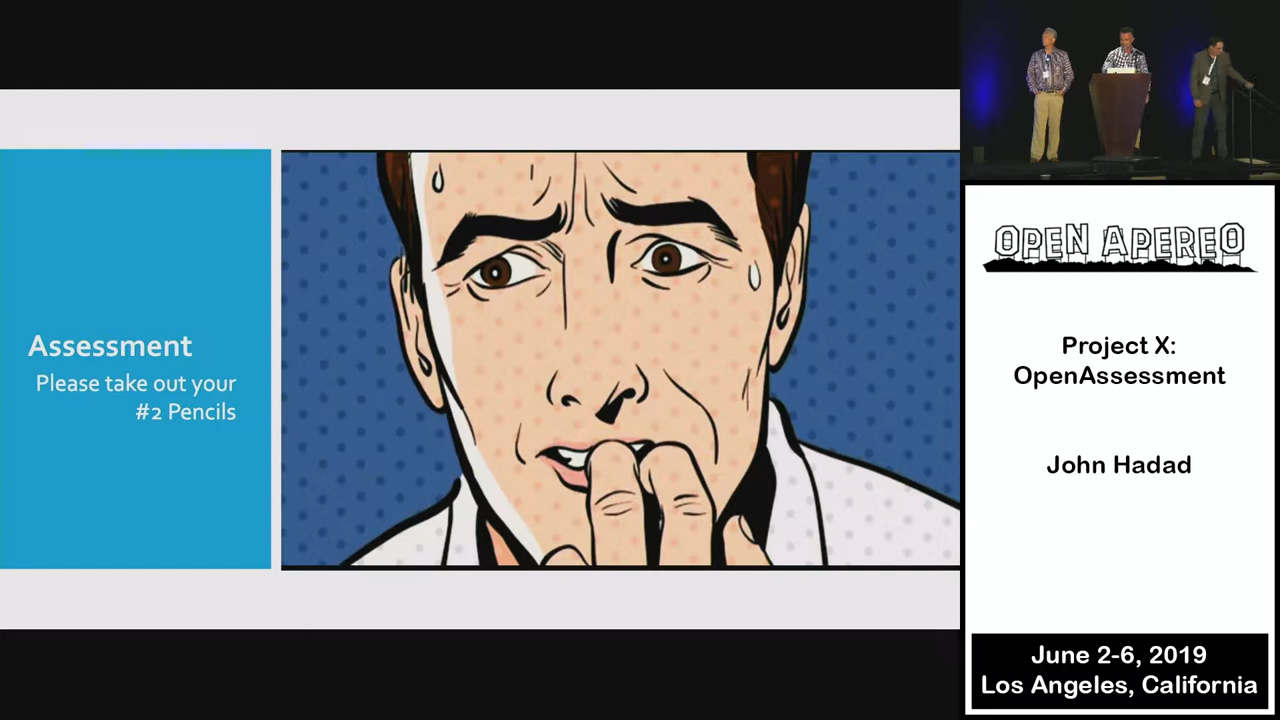 Assessment
Please take out your
#2 Pencils
OPEN APEREO
Project X:
OpenAssessment
John Hadad
June 2-6, 2019
Los Angeles, California